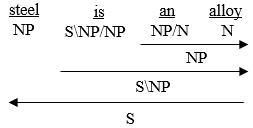 steel is an alloy
NP S\NP/NP NP/N N
NP
S\NP
S